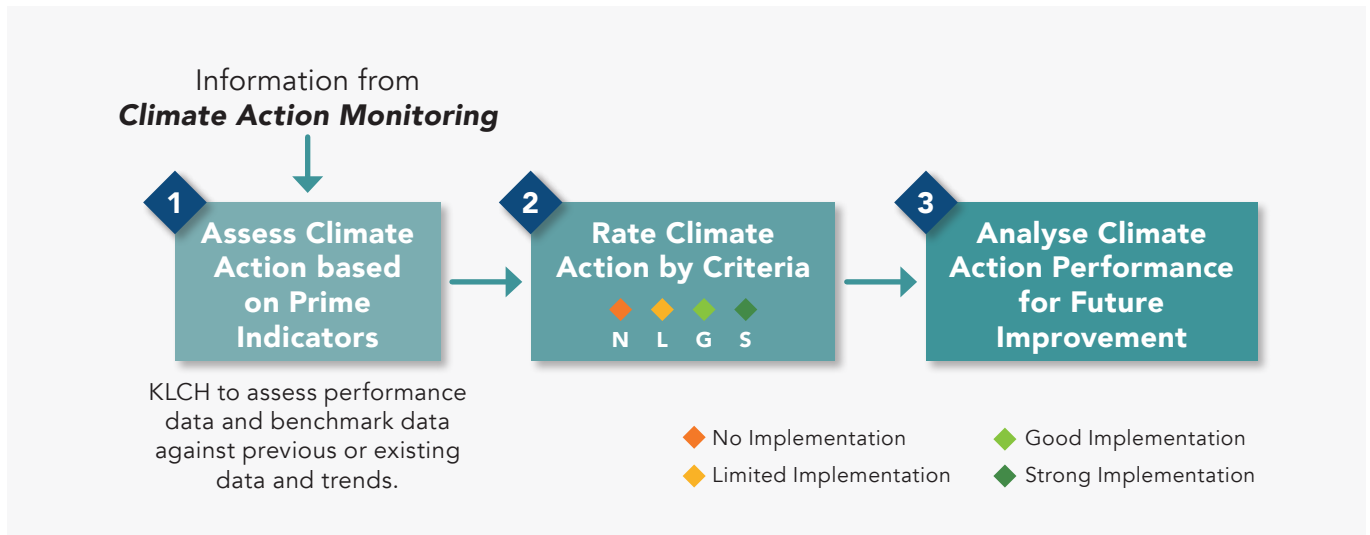 Information from
Climate Action Monitoring
1
Assess Climate
Action based
on Prime
Indicators
KLCH to assess performance
data and benchmark data
against previous or existing
data and trends.
2
Rate Climate
Action by Criteria
N L G S
3
Analyse Climate
Action Performance
for Future
Improvement
No Implementation
Limited Implementation
Good Implementation
Strong Implementation